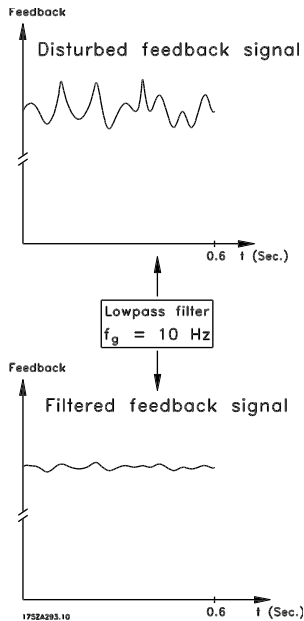 Feedback
Disturbed feedback signal
0.6 t (Sec.)
Lowpass filter
fg = 10 Hz
Feedback
Filtered feedback signal
0.6 t (Sec.)
175ZA293.10